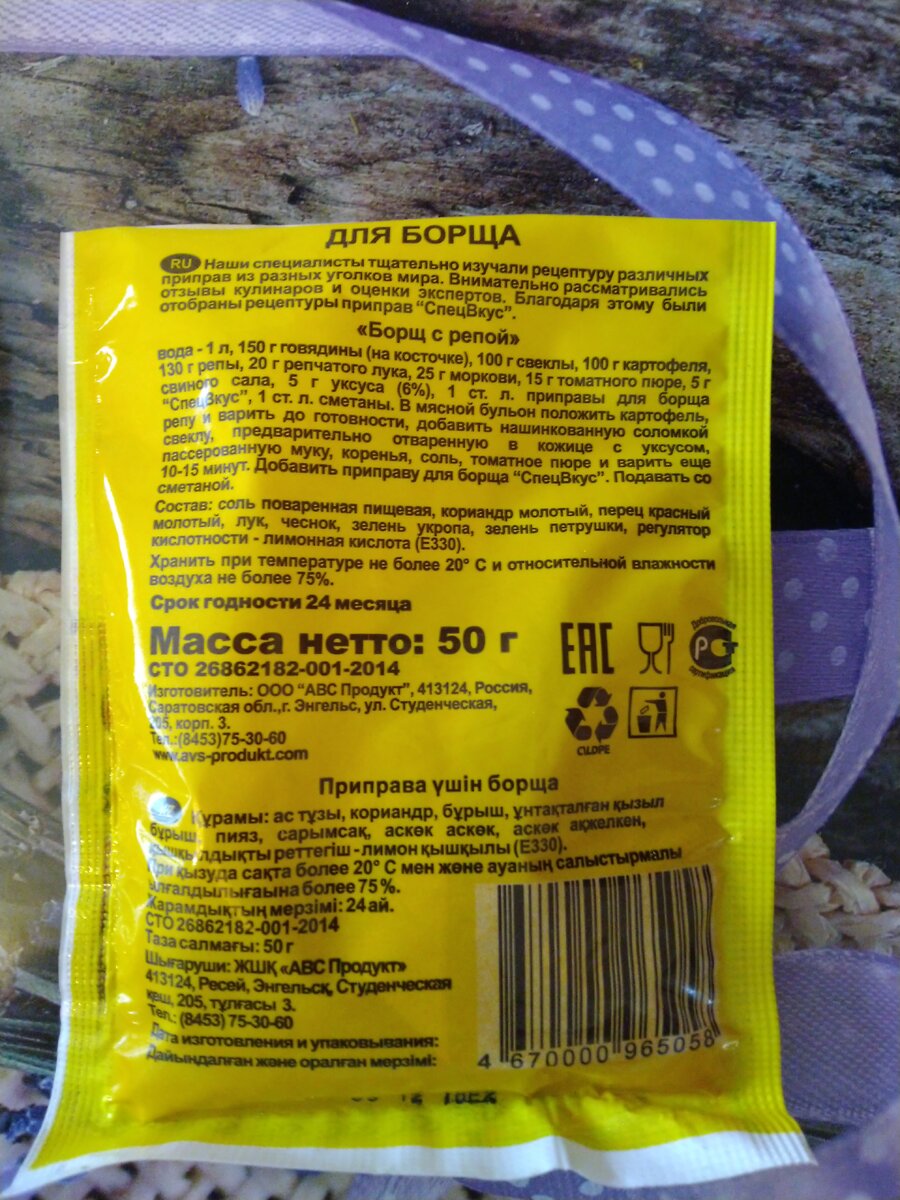 ДЛЯ БОРЩА
RU Наши специалисты тщательно изучали рецептуру различных
приправ из разных уголков мира. Внимательно рассматривались
отзывы кулинаров и оценки экспертов. Благодаря этому были
отобраны рецептуры приправ “СпецВкус”.
«Борщ с репой»
вода - 1 л, 150 г говядины (на косточке), 100 г свеклы, 100 г картофеля,
130 г репы, 20 г репчатого лука, 25 г моркови, 15 г томатного пюре, 5 г
свиного сала, 5 г уксуса (6%), 1 ст. л. приправы для борща
“СпецВкус”, 1 ст. л. сметаны. В мясной бульон положить картофель,
репу и варить до готовности, добавить нашинкованную соломкой
свеклу, предварительно отваренную в кожице с уксусом,
пассерованную муку, коренья, соль, томатное пюре и варить еще
10-15 минут. Добавить приправу для борща “СпецВкус”. Подавать со
сметаной.
Состав: соль поваренная пищевая, кориандр молотый, перец красный
молотый, лук, чеснок, зелень укропа, зелень петрушки, регулятор
кислотности - лимонная кислота (Е330).
Хранить при температуре не более 20° С и относительной влажности
воздуха не более 75%.
Срок годности 24 месяца
Масса нетто: 50 г
СТО 26862182-001-2014
Изготовитель: ООО “АВС Продукт”, 413124, Россия,
Саратовская обл.,г. Энгельс, ул. Студенческая,
205, корп. 3.
Тел.:(8453)75-30-60
www.avs-produkt.com
EAC
Добровольная
РСТ
сертификация
C\LDPE
Приправа үшін борща
Құрамы: ас тұзы, кориандр, бұрыш, ұнтақталған қызыл
бұрыш, пияз, сарымсақ, аскөк аскөк, аскөк ақжелкен,
қышқылдықты реттегіш - лимон қышқылы (Е330).
При қызуда сақта более 20° С мен және ауаның салыстырмалы
ылғалдылығаына более 75 %.
Жарамдықтың мерзімі: 24 ай.
СТО 26862182-001-2014
Таза салмағы: 50 г
Шығаруши: ЖШҚ «АВС Продукт»
413124, Ресей, Энгельск, Студенческая
көш, 205, тұлғасы 3.
Тел.: (8453) 75-30-60
Дата изготовления и упаковывания:
Дайындалған және оралған мерзімі:
4 670000 965058